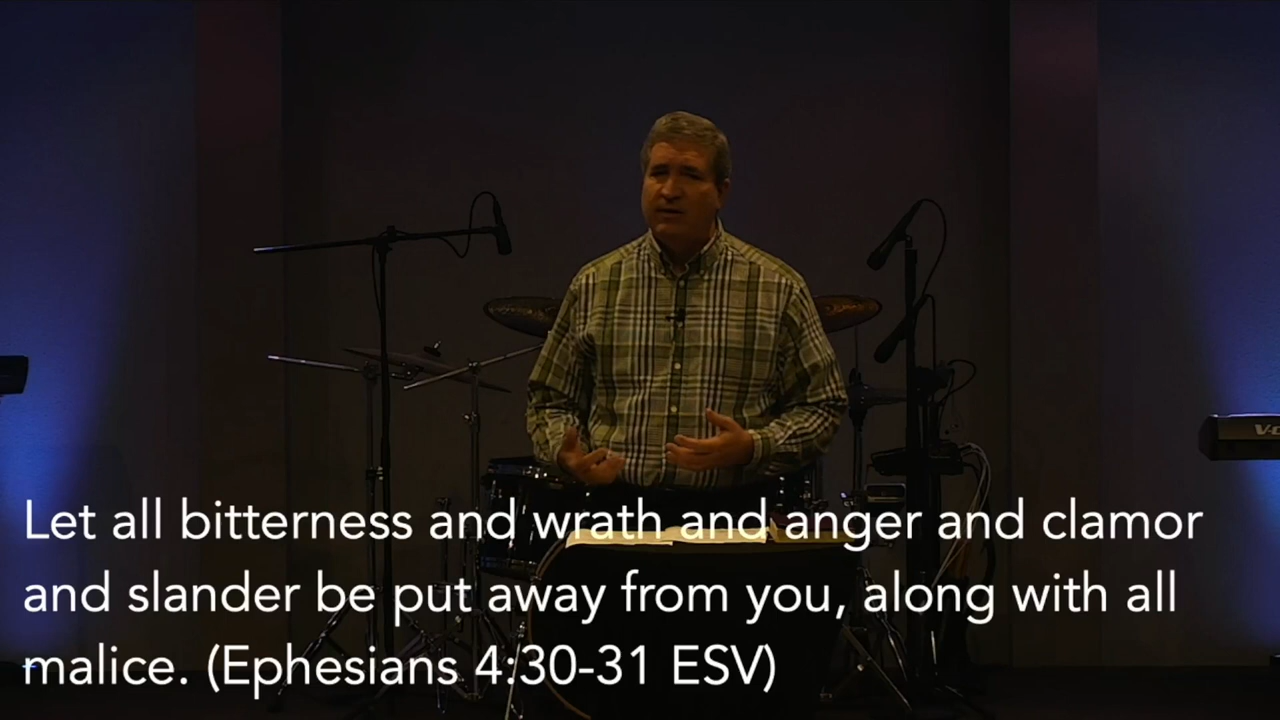 Let all bitterness and wrath and anger and clamor
and slander be put away from you, along with all
malice. (Ephesians 4:30-31 ESV)